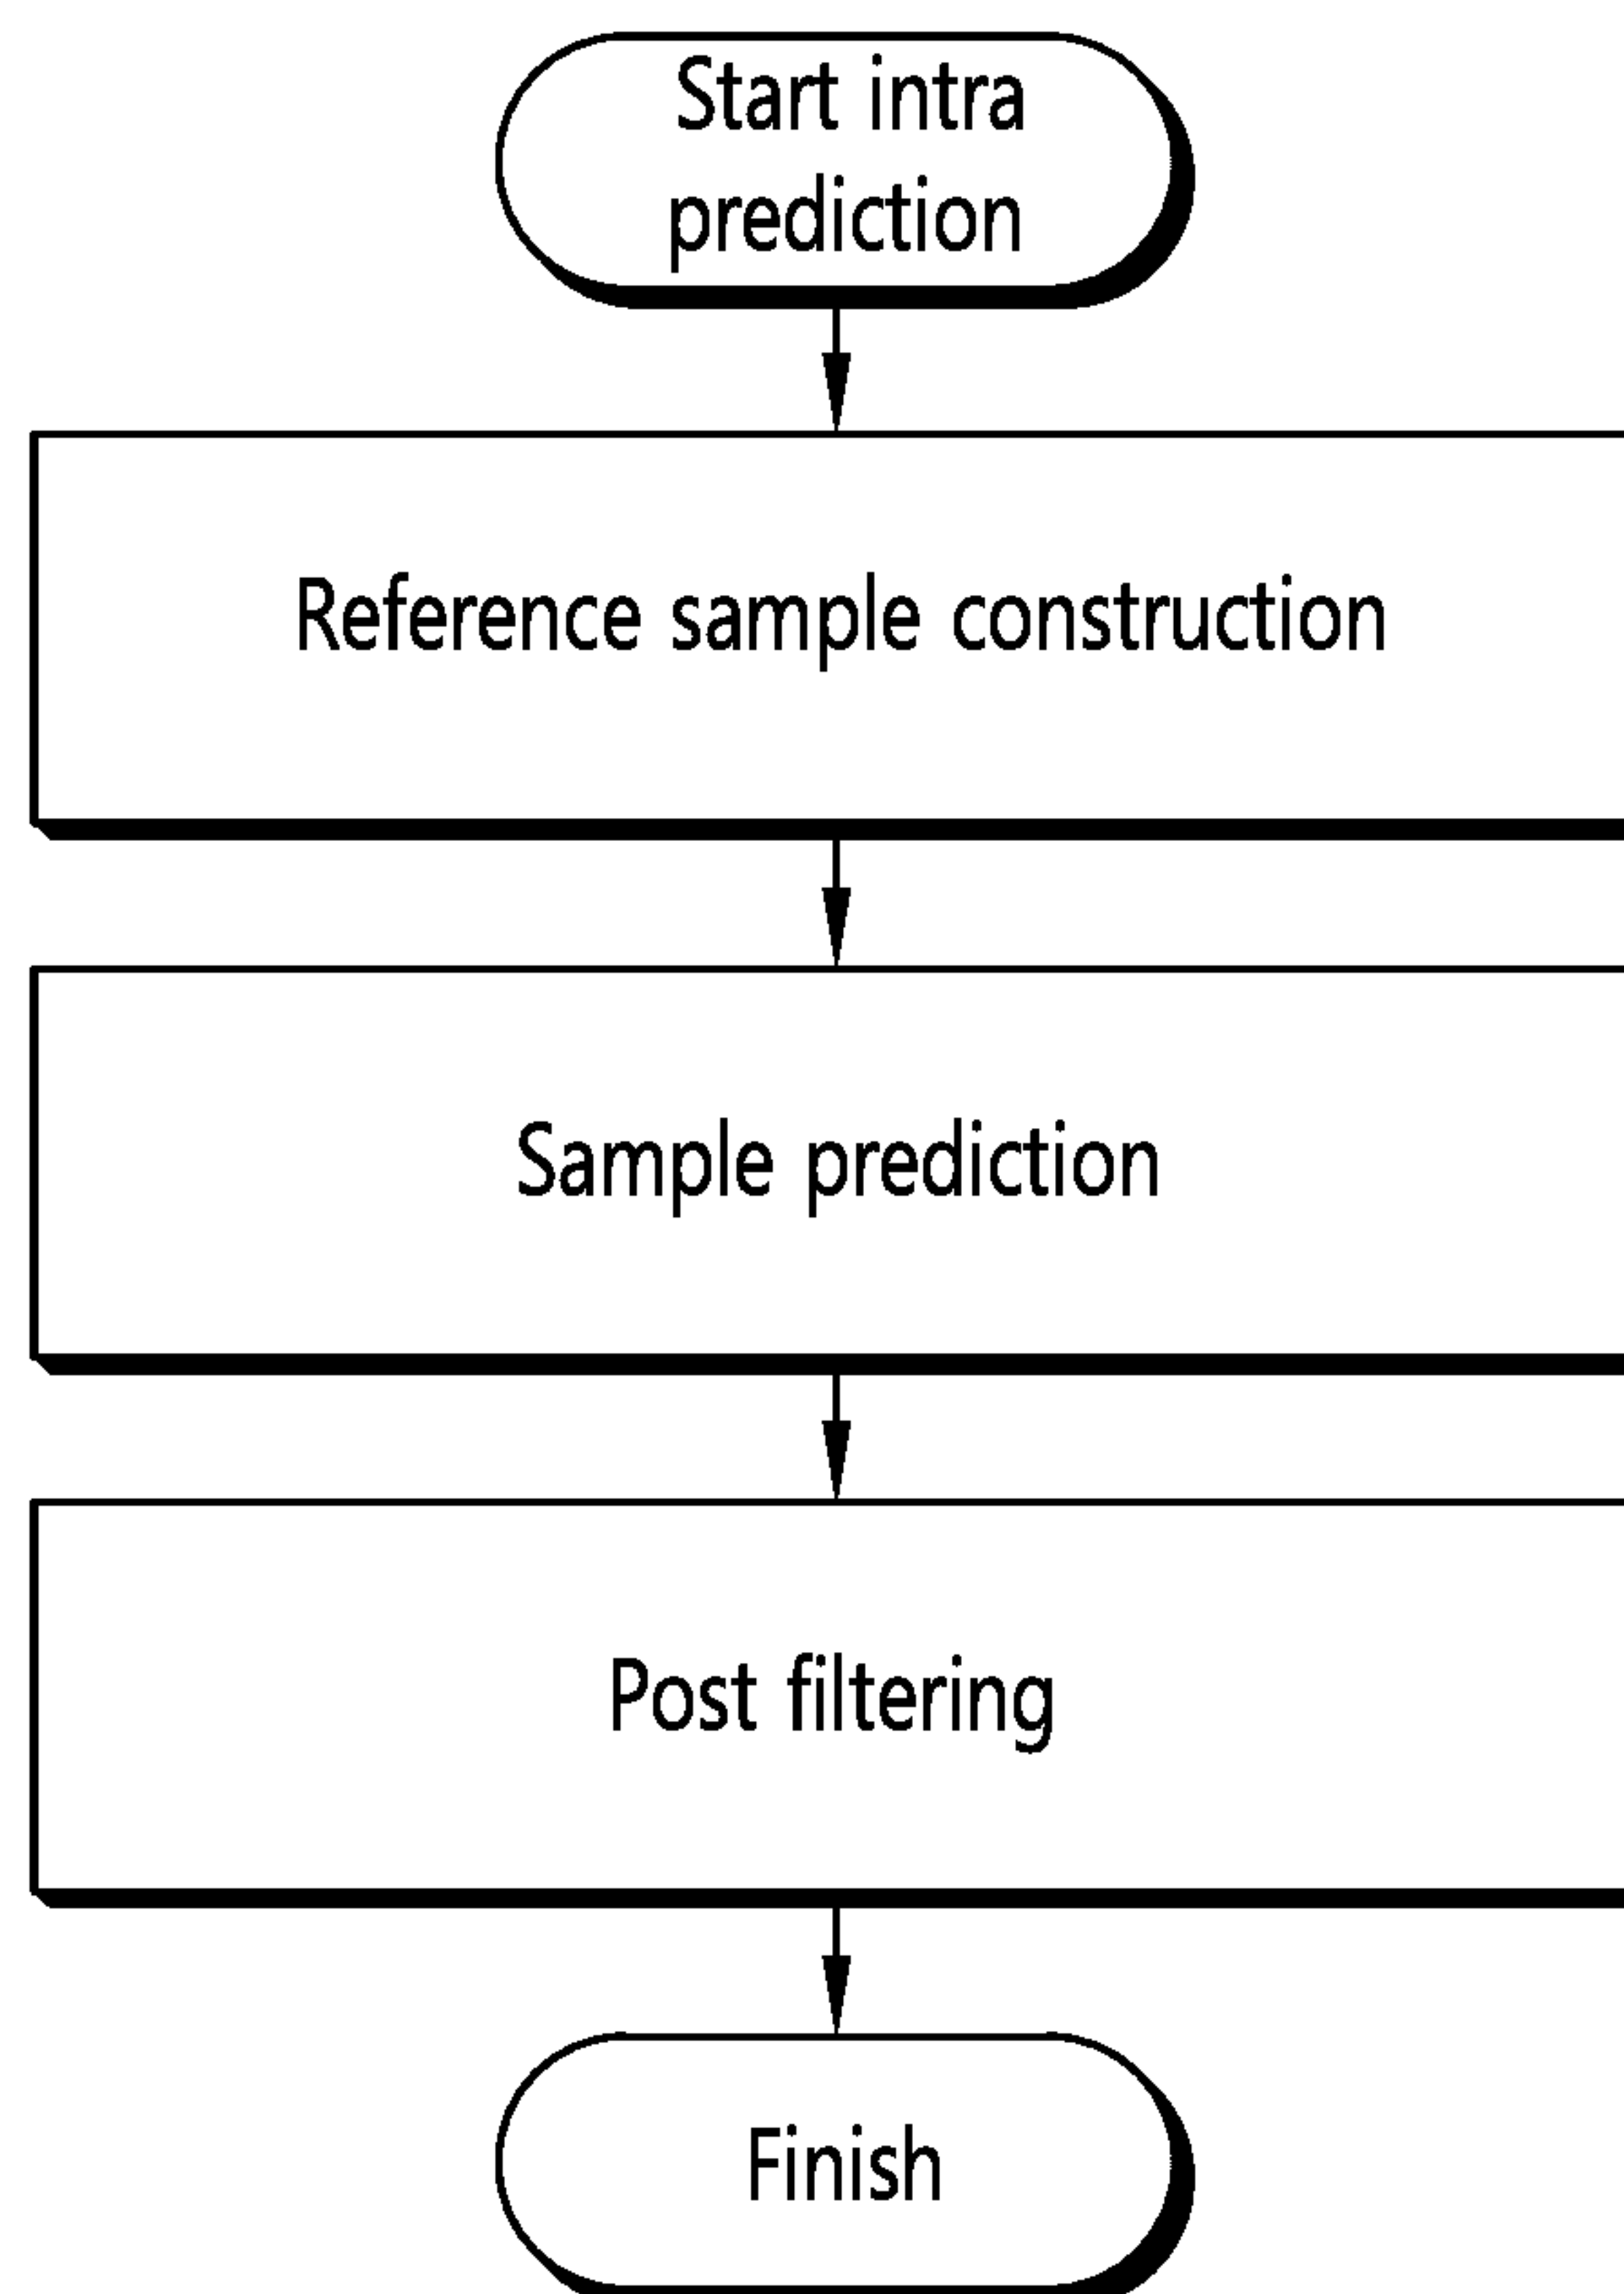 Start intra
prediction
Reference sample construction
Sample prediction
Post filtering
Finish